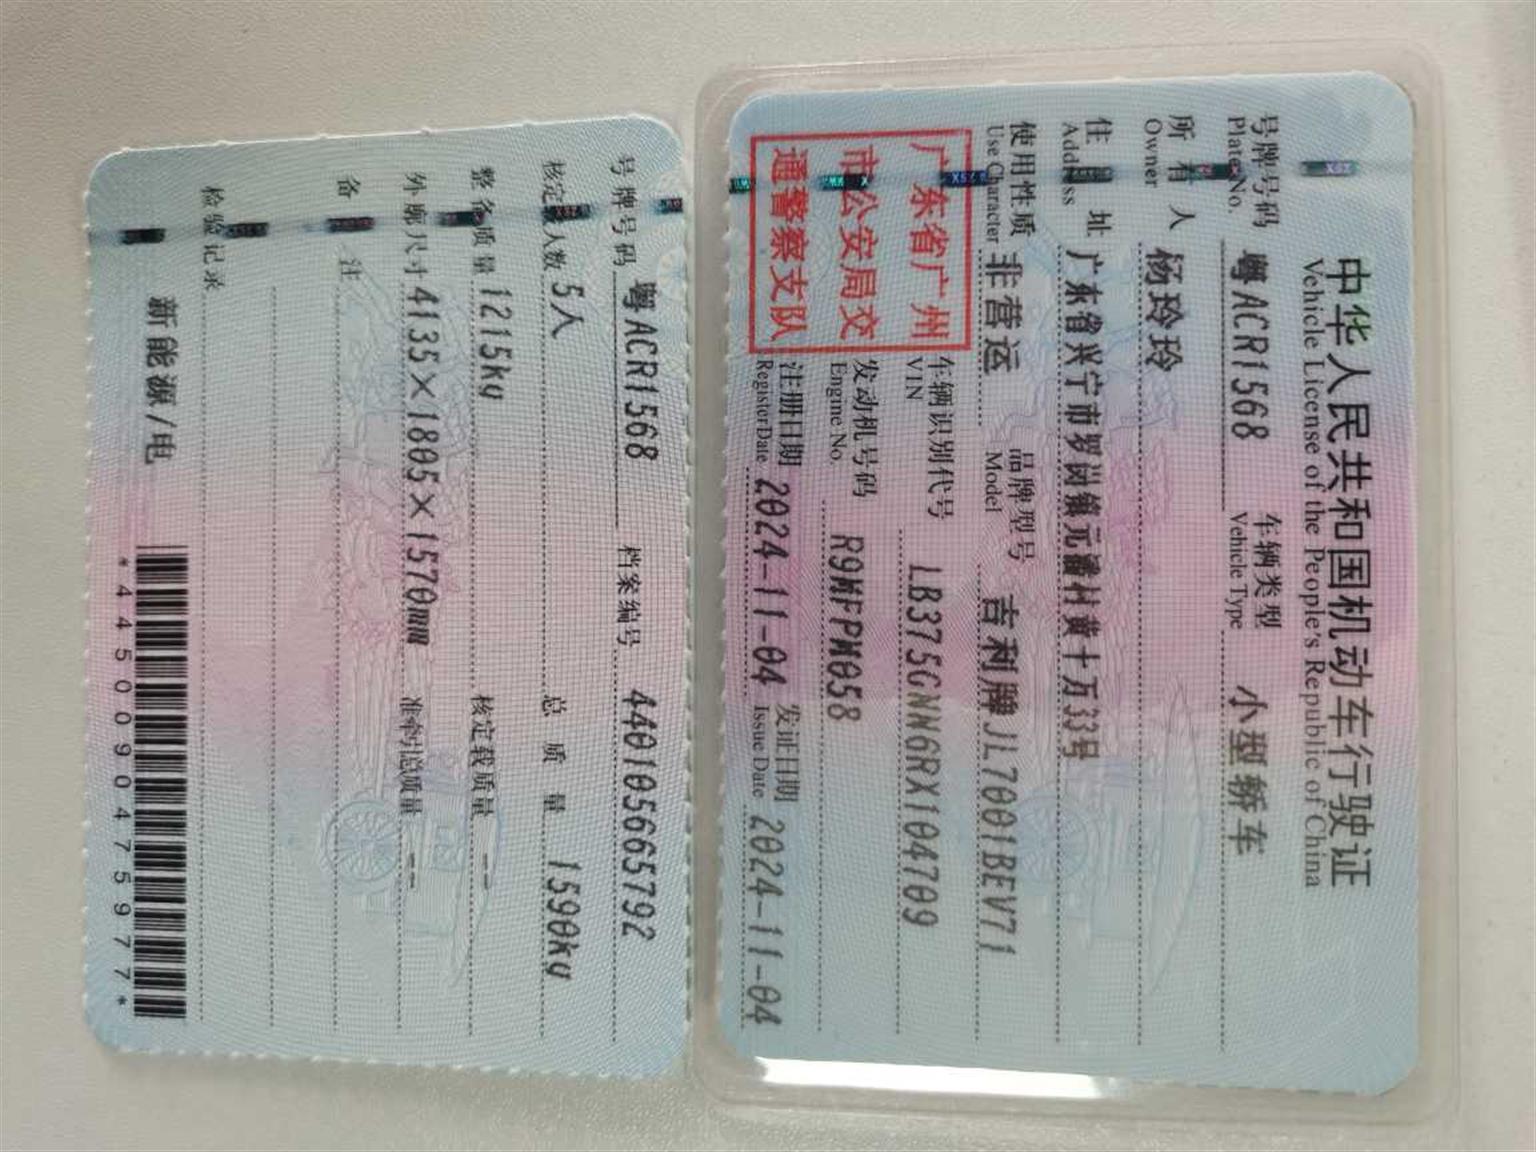 中华人民共和国机动车行驶证
Vehicle License of the People's Republic of China
号牌号码 粤ACR1568 车辆类型 小型轿车
Plate No. Vehicle Type
所有人 杨玲玲
Owner
住址 广东省兴宁市罗岗镇元潘村黄十万33号
Address
使用性质 非营运 品牌型号 吉利牌JL7001BEV71
Use Character Model
广东省广州
市公安局交
通警察支队
车辆识别代号 LB375GNN6RX104709
VIN
发动机号码 R9MFPM058
Engine No.
注册日期 2024-11-04 发证日期 2024-11-04
Register Date Issue Date
号牌号码 粤ACR1568 档案编号 440105665792
核定载人数 5人 总质量 1590kg
整备质量 1215kg 核定载质量 --
外廓尺寸 4135×1805×1570mm 准牵引总质量 --
备注
检验记录
新能源/电
*4450090475977*